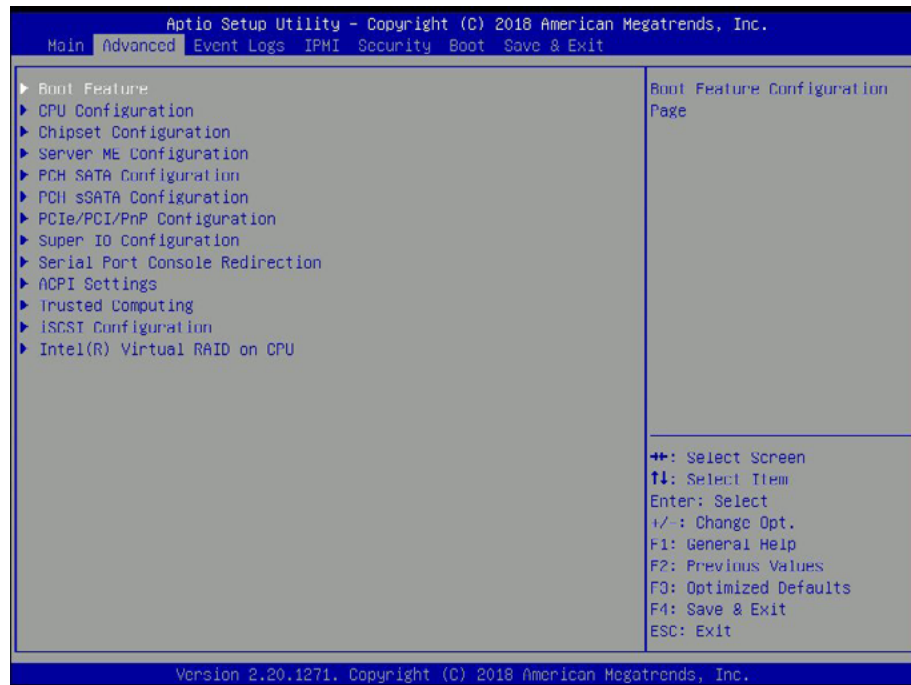 Aptio Setup Utility – Copyright (C) 2018 American Megatrends, Inc.
Main Advanced Event Logs IPMI Security Boot Save & Exit
▶ Boot Feature
▶ CPU Configuration
▶ Chipset Configuration
▶ Server ME Configuration
▶ PCH SATA Configuration
▶ PCH sSATA Configuration
▶ PCIe/PCI/PnP Configuration
▶ Super IO Configuration
▶ Serial Port Console Redirection
▶ ACPI Settings
▶ Trusted Computing
▶ iSCSI Configuration
▶ Intel(R) Virtual RAID on CPU
Boot Feature Configuration
Page
→←: Select Screen
↑↓: Select Item
Enter: Select
+/-: Change Opt.
F1: General Help
F2: Previous Values
F3: Optimized Defaults
F4: Save & Exit
ESC: Exit
Version 2.20.1271. Copyright (C) 2018 American Megatrends, Inc.